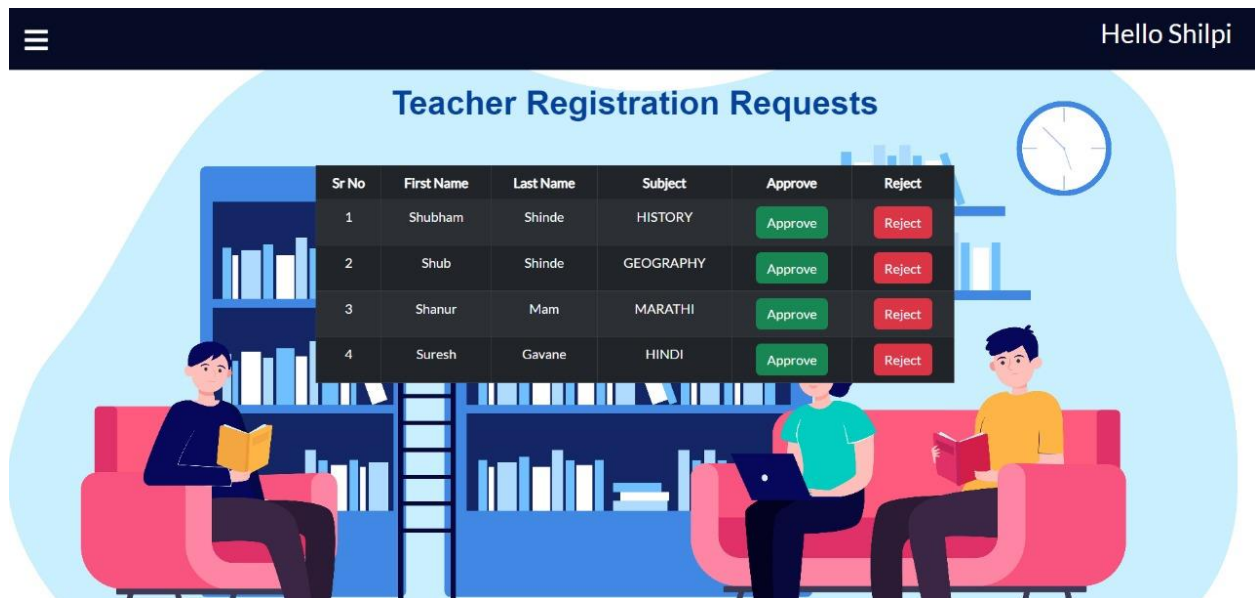 Hello Shilpi
Teacher Registration Requests
Sr No First Name Last Name Subject Approve Reject
1 Shubham Shinde HISTORY Approve Reject
2 Shub Shinde GEOGRAPHY Approve Reject
3 Shanur Mam MARATHI Approve Reject
4 Suresh Gavane HINDI Approve Reject